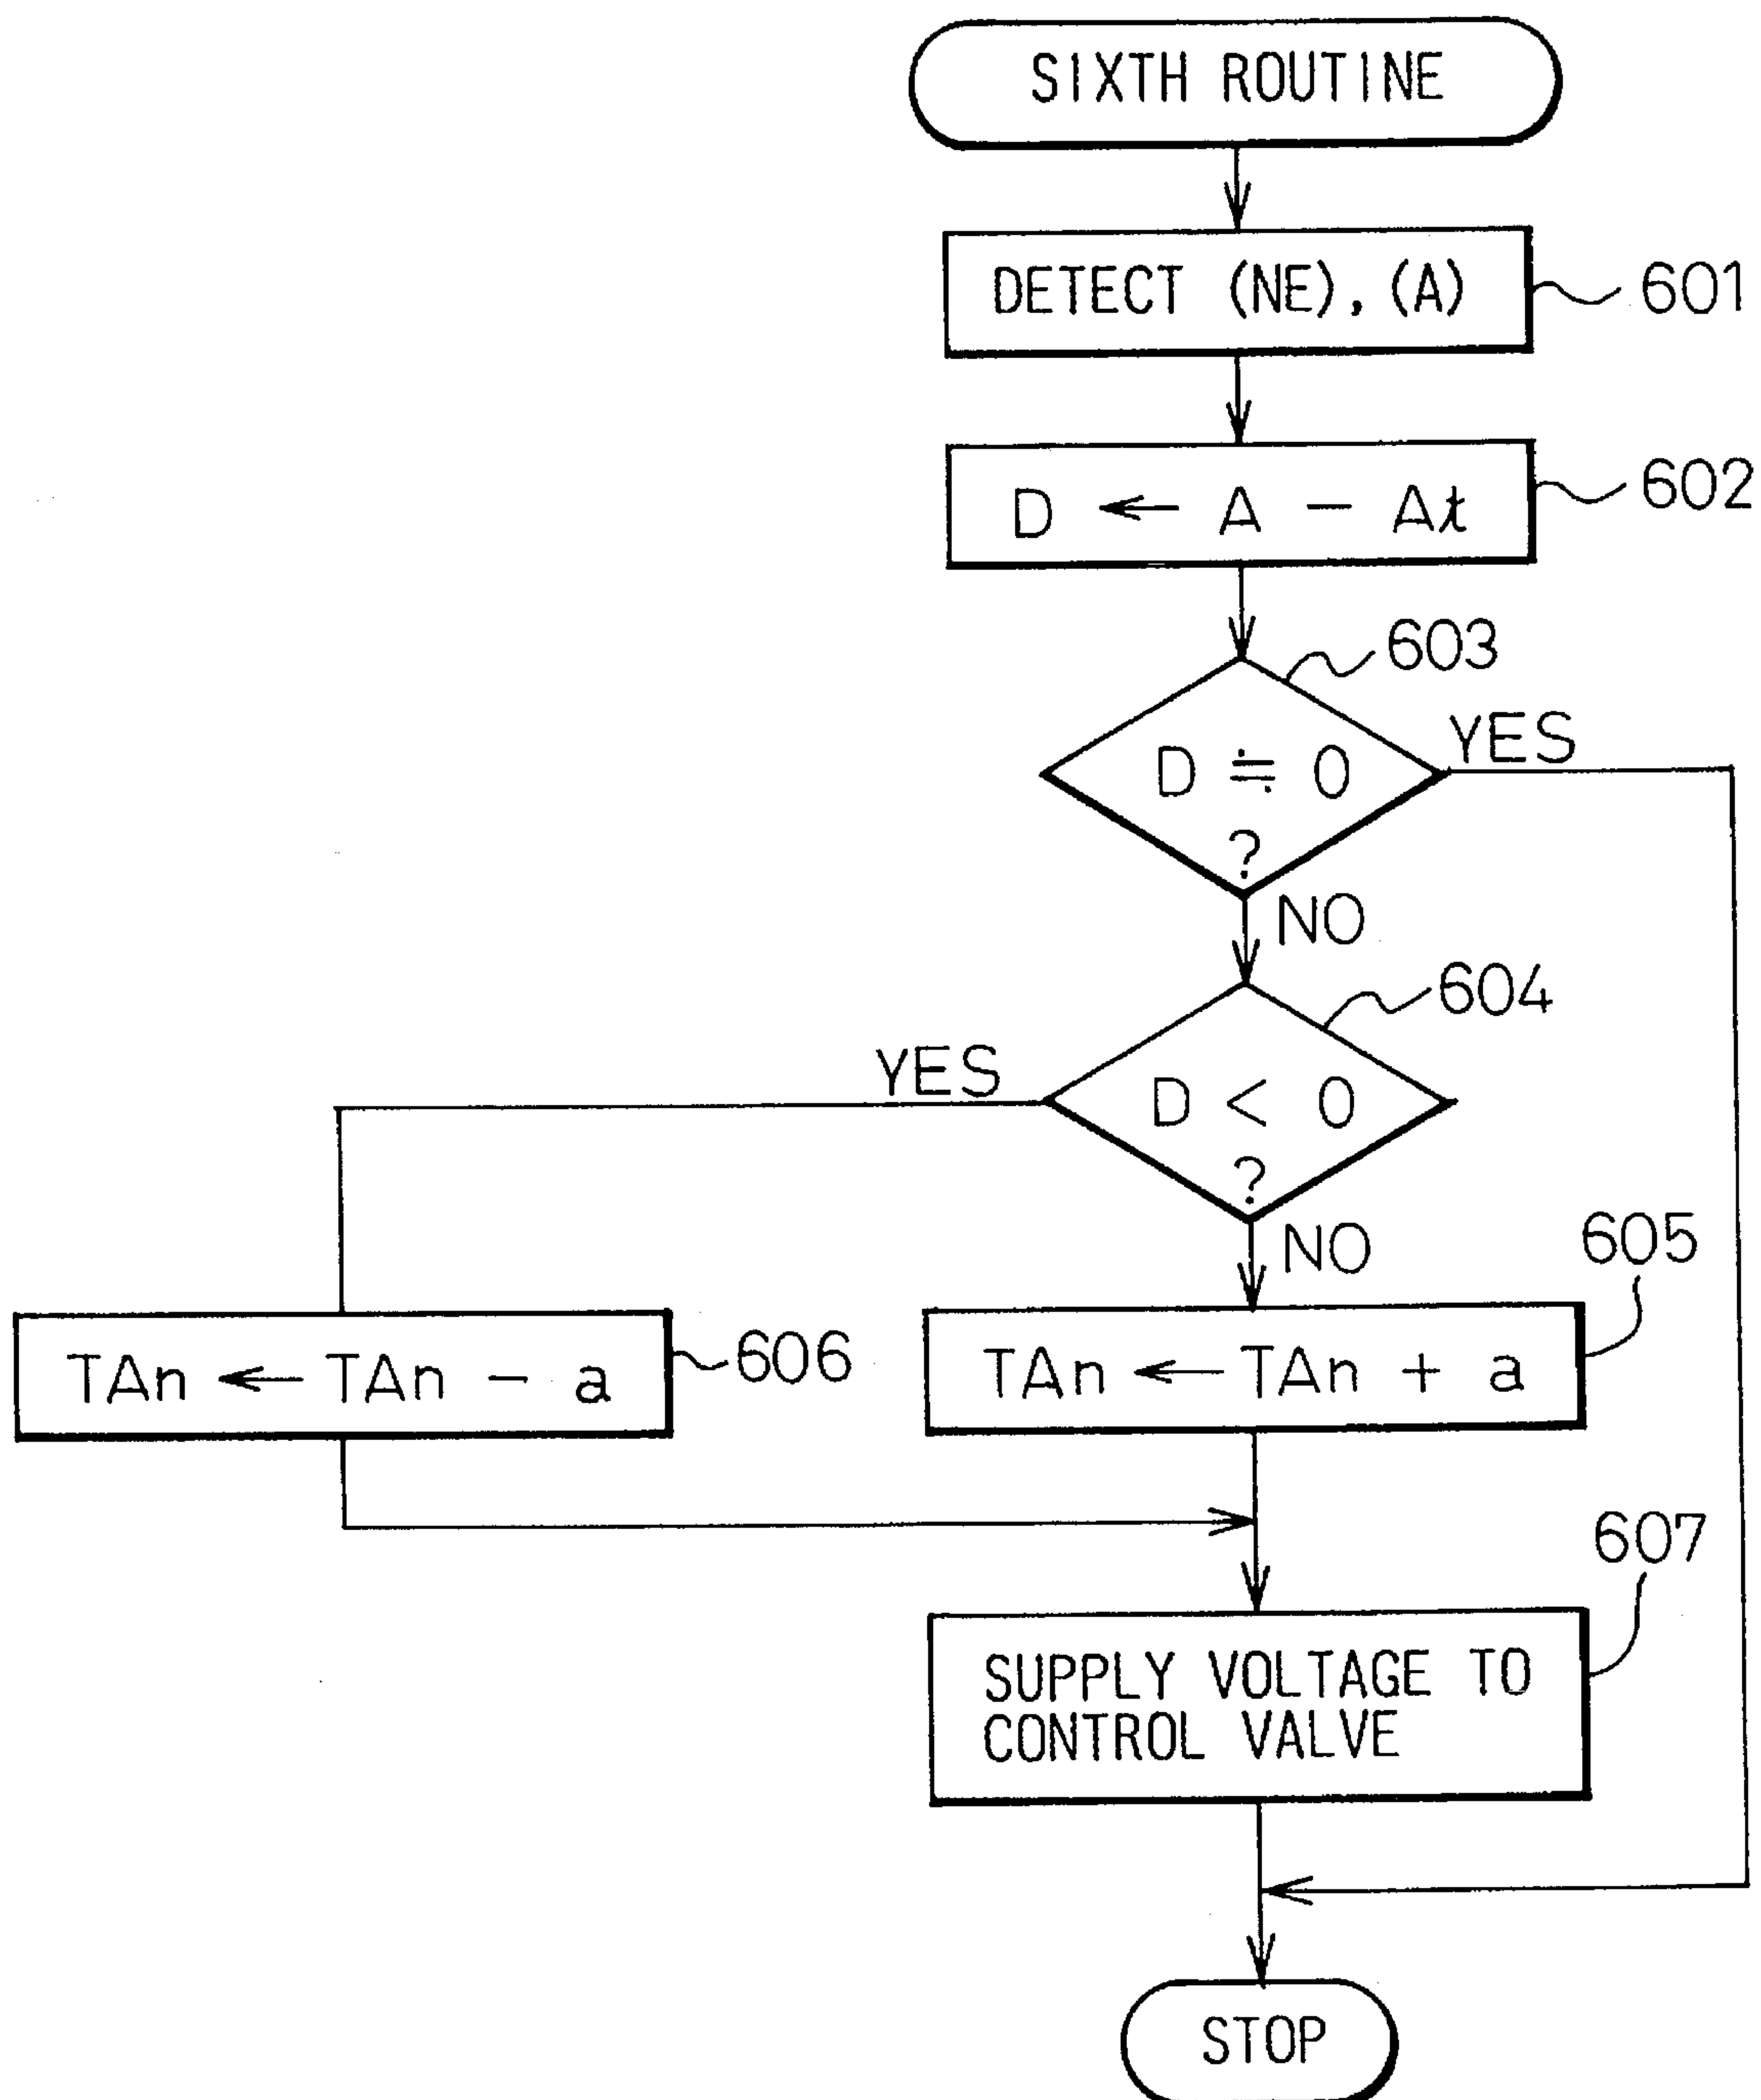 SIXTH ROUTINE
DETECT (NE), (A)
601
D ← A - At
602
603
D ≒ 0
?
YES
NO
604
D < 0
?
YES
NO
605
TAn ← TAn - a
606
TAn ← TAn + a
607
SUPPLY VOLTAGE TO
CONTROL VALVE
STOP